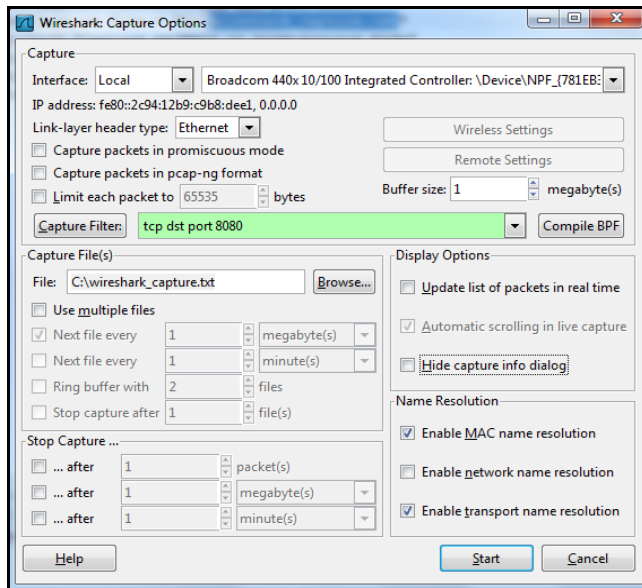 Wireshark: Capture Options
Capture
Interface: Local Broadcom 440x 10/100 Integrated Controller: \Device\NPF_{781EB3
IP address: fe80::2c94:12b9:c9b8:dee1, 0.0.0.0
Link-layer header type: Ethernet
Wireless Settings
Capture packets in promiscuous mode
Remote Settings
Capture packets in pcap-ng format
Limit each packet to 65535 bytes
Buffer size: 1 megabyte(s)
Capture Filter: tcp dst port 8080 Compile BPF
Capture File(s)
File: C:\wireshark_capture.txt Browse...
Use multiple files
Next file every 1 megabyte(s)
Next file every 1 minute(s)
Ring buffer with 2 files
Stop capture after 1 file(s)
Display Options
Update list of packets in real time
Automatic scrolling in live capture
Hide capture info dialog
Stop Capture ...
... after 1 packet(s)
... after 1 megabyte(s)
... after 1 minute(s)
Name Resolution
Enable MAC name resolution
Enable network name resolution
Enable transport name resolution
Help Start Cancel